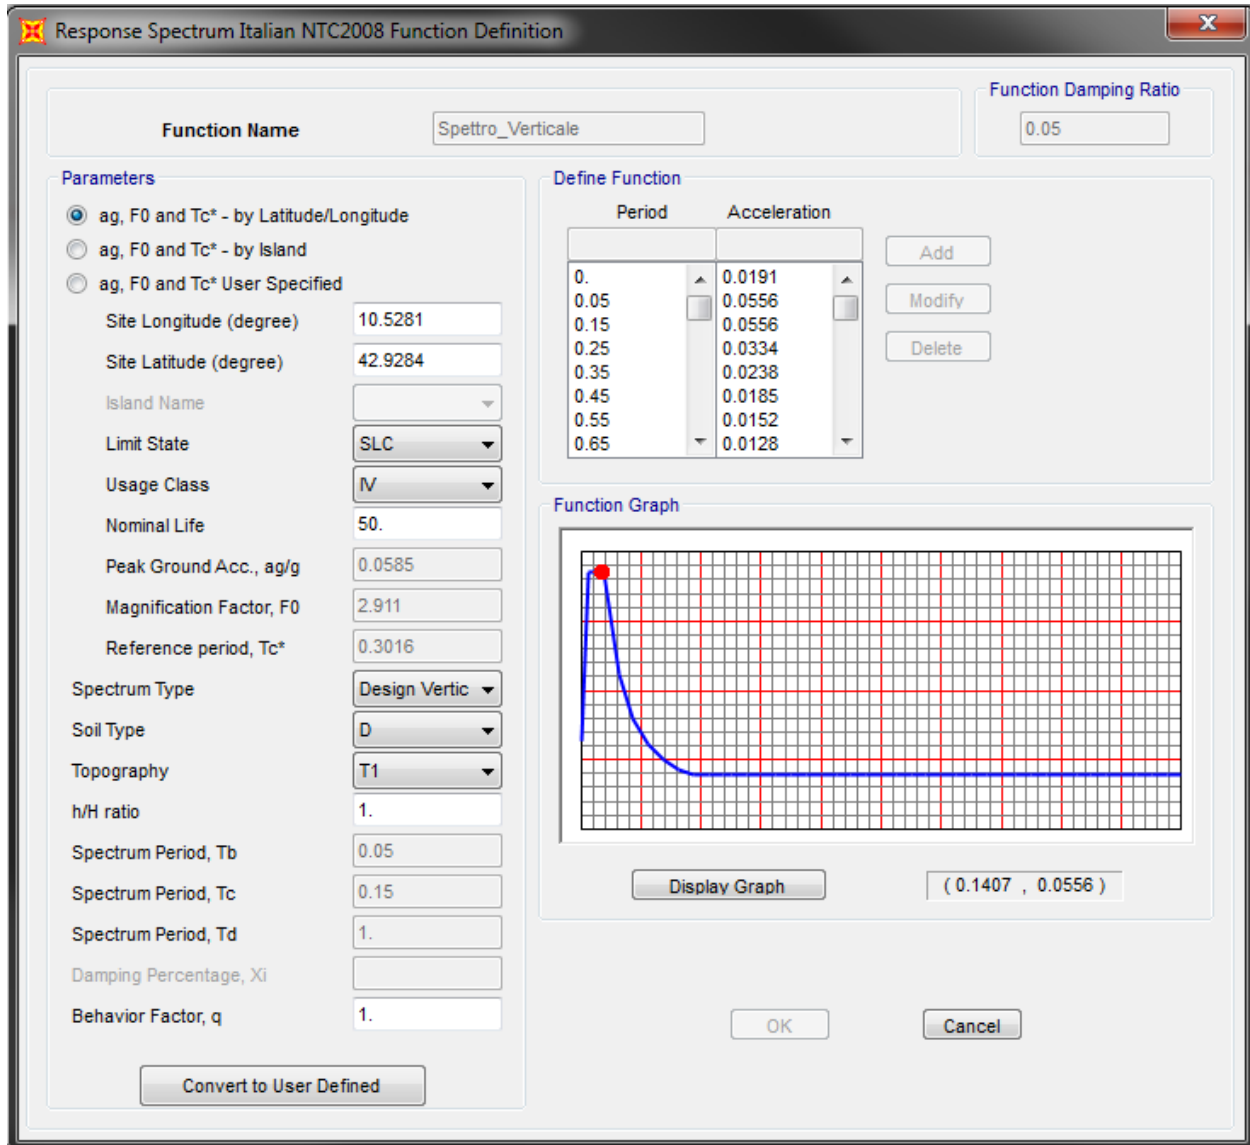 Response Spectrum Italian NTC2008 Function Definition
X
Function Name
Spettro_Verticale
Function Damping Ratio
0.05
Parameters
ag, F0 and Tc* - by Latitude/Longitude
ag, F0 and Tc* - by Island
ag, F0 and Tc* User Specified
Site Longitude (degree) 10.5281
Site Latitude (degree) 42.9284
Island Name
Limit State SLC
Usage Class IV
Nominal Life 50.
Peak Ground Acc., ag/g 0.0585
Magnification Factor, F0 2.911
Reference period, Tc* 0.3016
Spectrum Type Design Vertic
Soil Type D
Topography T1
h/H ratio 1.
Spectrum Period, Tb 0.05
Spectrum Period, Tc 0.15
Spectrum Period, Td 1.
Damping Percentage, Xi
Behavior Factor, q 1.
Convert to User Defined
Define Function
Period Acceleration
0. 0.0191
0.05 0.0556
0.15 0.0556
0.25 0.0334
0.35 0.0238
0.45 0.0185
0.55 0.0152
0.65 0.0128
Add
Modify
Delete
Function Graph
Display Graph
( 0.1407 , 0.0556 )
OK
Cancel